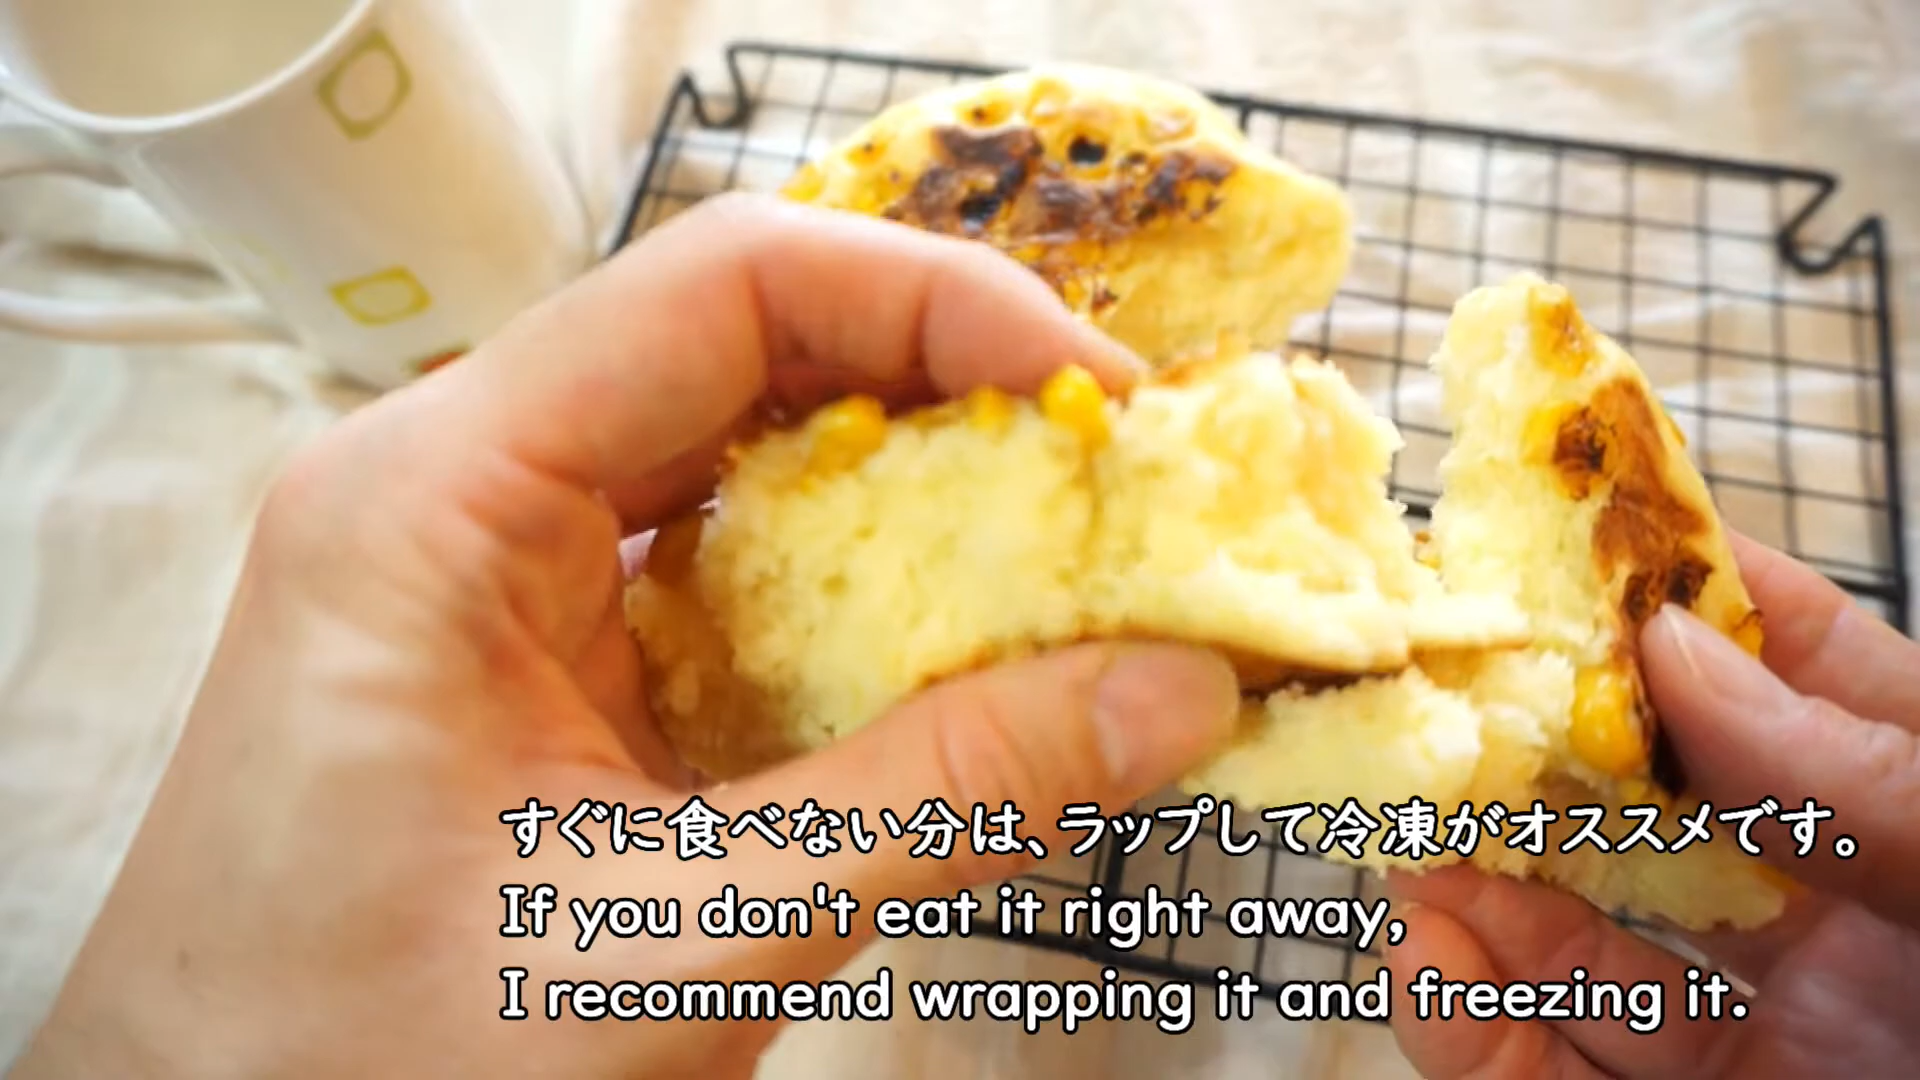 すぐに食べない分は、ラップして冷凍がオススメです。
If you don't eat it right away,
I recommend wrapping it and freezing it.